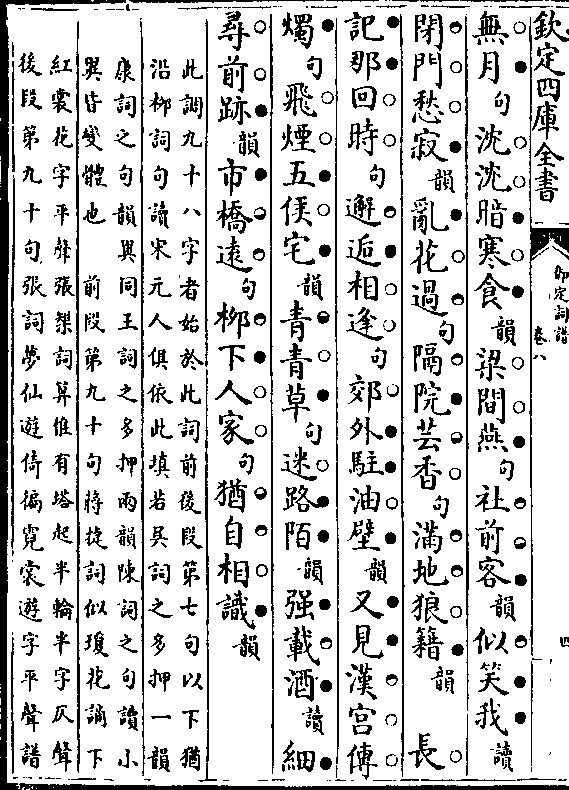 欽定四庫全書
御定詞譜 卷八
四
無月句沈沈暗寒食韻梁間燕句社前客韻似笑我讀
閉門愁寂韻亂花過句隔院芸香句滿地狼籍韻 長
記那回時句邂逅相逢句郊外駐油壁韻又見漢宫傳
燭句飛煙五侯宅韻青青草句迷路陌韻强載酒讀細
尋前跡韻市橋遠句柳下人家句猶自相識韻
此調九十八字者始於此詞前後段第七句以下猶
沿柳詞句讀宋元人俱依此填若吳詞之多押一韻
康詞之句韻異同王詞之多押兩韻陳詞之句讀小
異皆變體也 前段第九十句蔣捷詞似瓊花謫下
紅裳花字平聲張榘詞算惟有塔起半輪半字仄聲
後段第九十句張詞夢仙遊倚徧霓裳遊字平聲譜